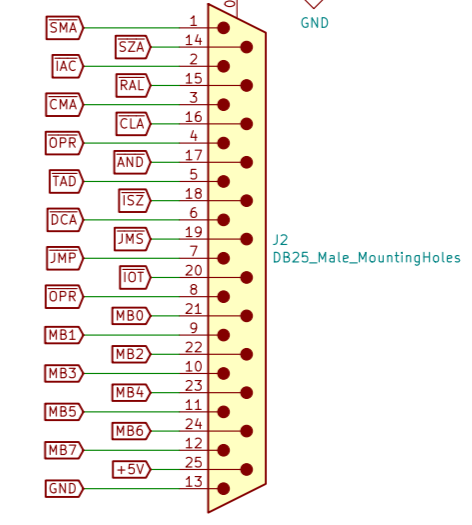 0
GND
SMA 1
SZA 14
IAC 2
RAL 15
CMA 3
CLA 16
OPR 4
AND 17
TAD 5
ISZ 18
DCA 6
JMS 19
J2
DB25_Male_MountingHoles
JMP 7
IOT 20
OPR 8
MB0 21
MB1 9
MB2 22
MB3 10
MB4 23
MB5 11
MB6 24
MB7 12
+5V 25
GND 13